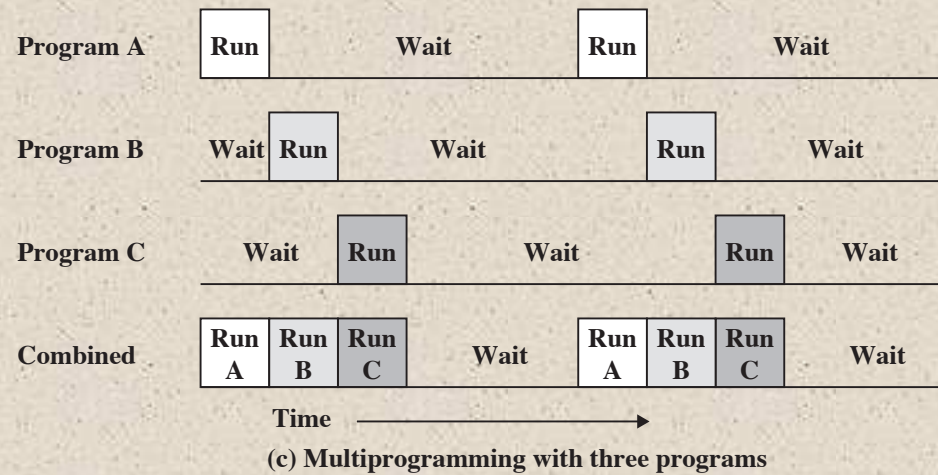 Program A Run Wait Run Wait
Program B Wait Run Wait Run Wait
Program C Wait Run Wait Run Wait
Combined Run A Run B Run C Wait Run A Run B Run C Wait
Time
(c) Multiprogramming with three programs